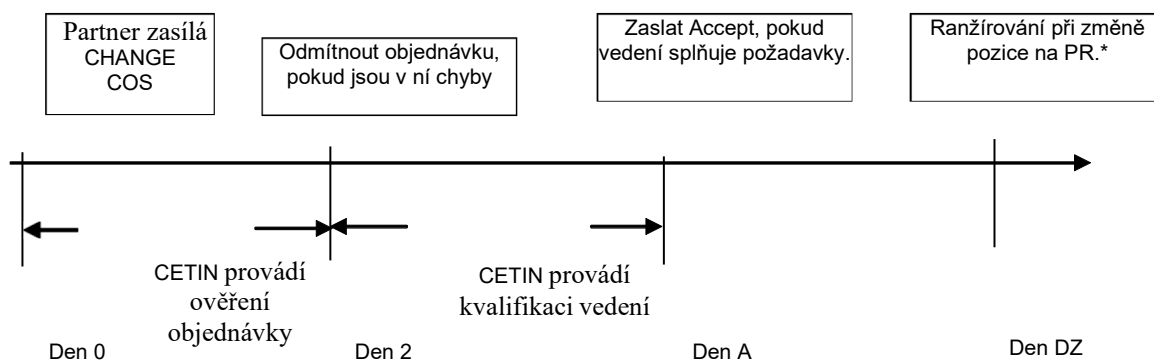 Partner zasílá
CHANGE
COS
Odmítnout objednávku,
pokud jsou v ní chyby
Zaslat Accept, pokud
vedení splňuje požadavky.
Ranžírování při změně
pozice na PR.*
CETIN provádí
ověření
objednávky
CETIN provádí
kvalifikaci vedení
Den 0
Den 2
Den A
Den DZ